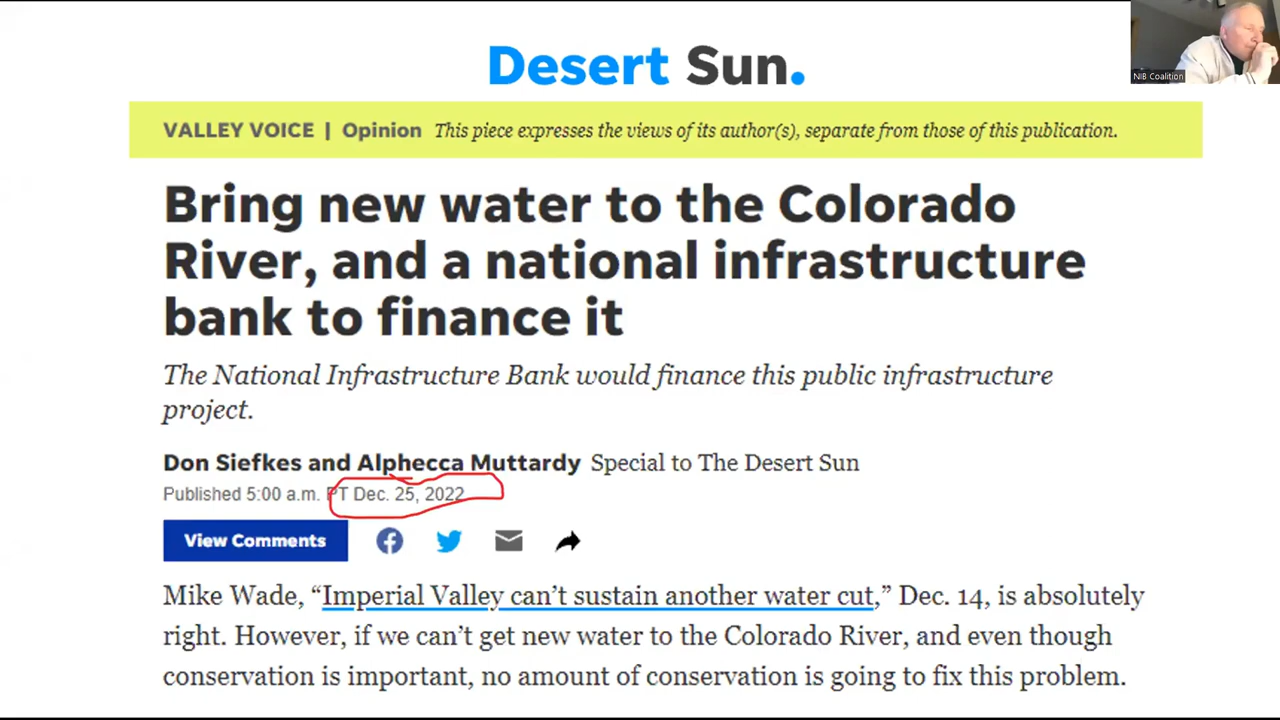 Desert Sun.
NIB Coalition
VALLEY VOICE | Opinion This piece expresses the views of its author(s), separate from those of this publication.
Bring new water to the Colorado
River, and a national infrastructure
bank to finance it
The National Infrastructure Bank would finance this public infrastructure
project.
Don Siefkes and Alphecca Muttardy Special to The Desert Sun
Published 5:00 a.m. PT Dec. 25, 2022
View Comments
Mike Wade, “Imperial Valley can’t sustain another water cut,” Dec. 14, is absolutely
right. However, if we can’t get new water to the Colorado River, and even though
conservation is important, no amount of conservation is going to fix this problem.